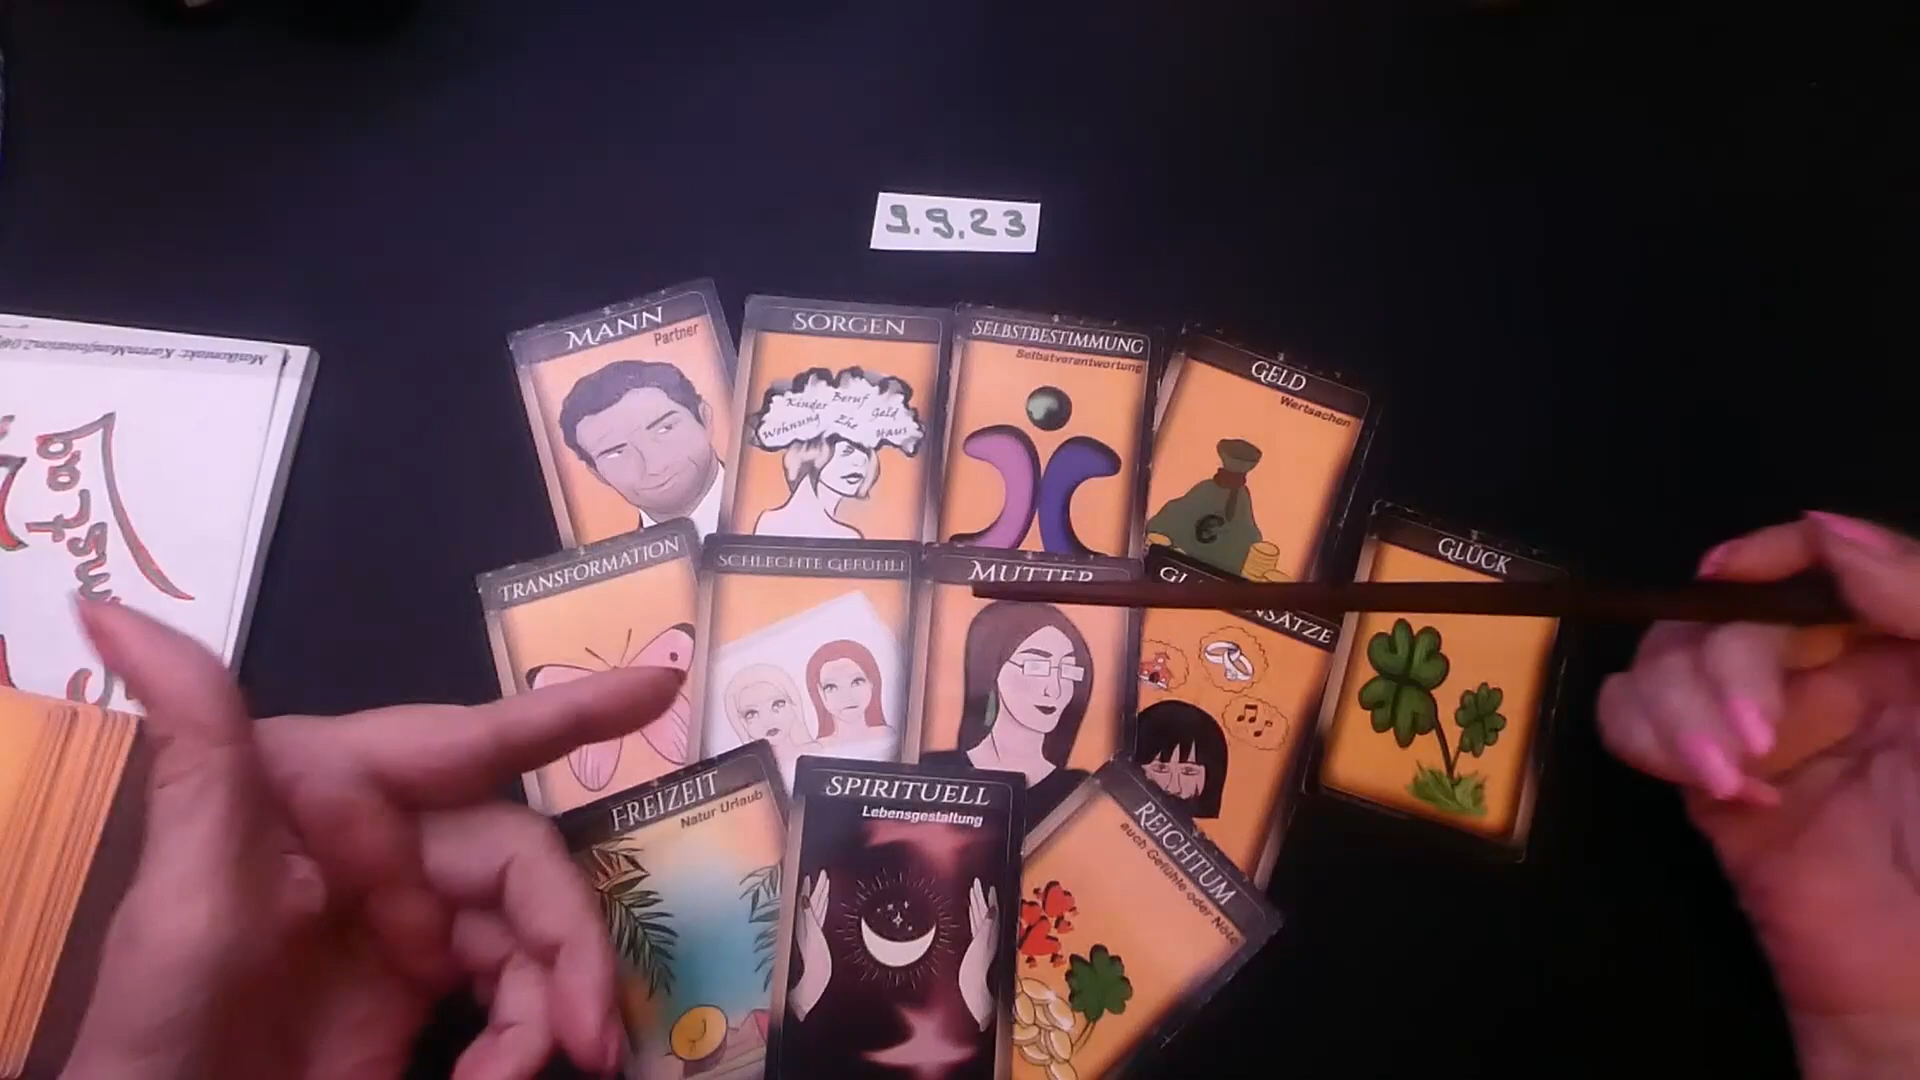 9.9.23
MANN
Partner
SORGEN
Kinder Beruf Geld
Wohnung Ehe Haus
SELBSTBESTIMMUNG
Selbstverantwortung
GELD
Wertsachen
€
TRANSFORMATION
SCHLECHTE GEFÜHLE
MUTTER
GLÜCK
FREIZEIT
Natur Urlaub
SPIRITUELL
Lebensgestaltung
REICHTUM
auch Gefühle oder Nöte